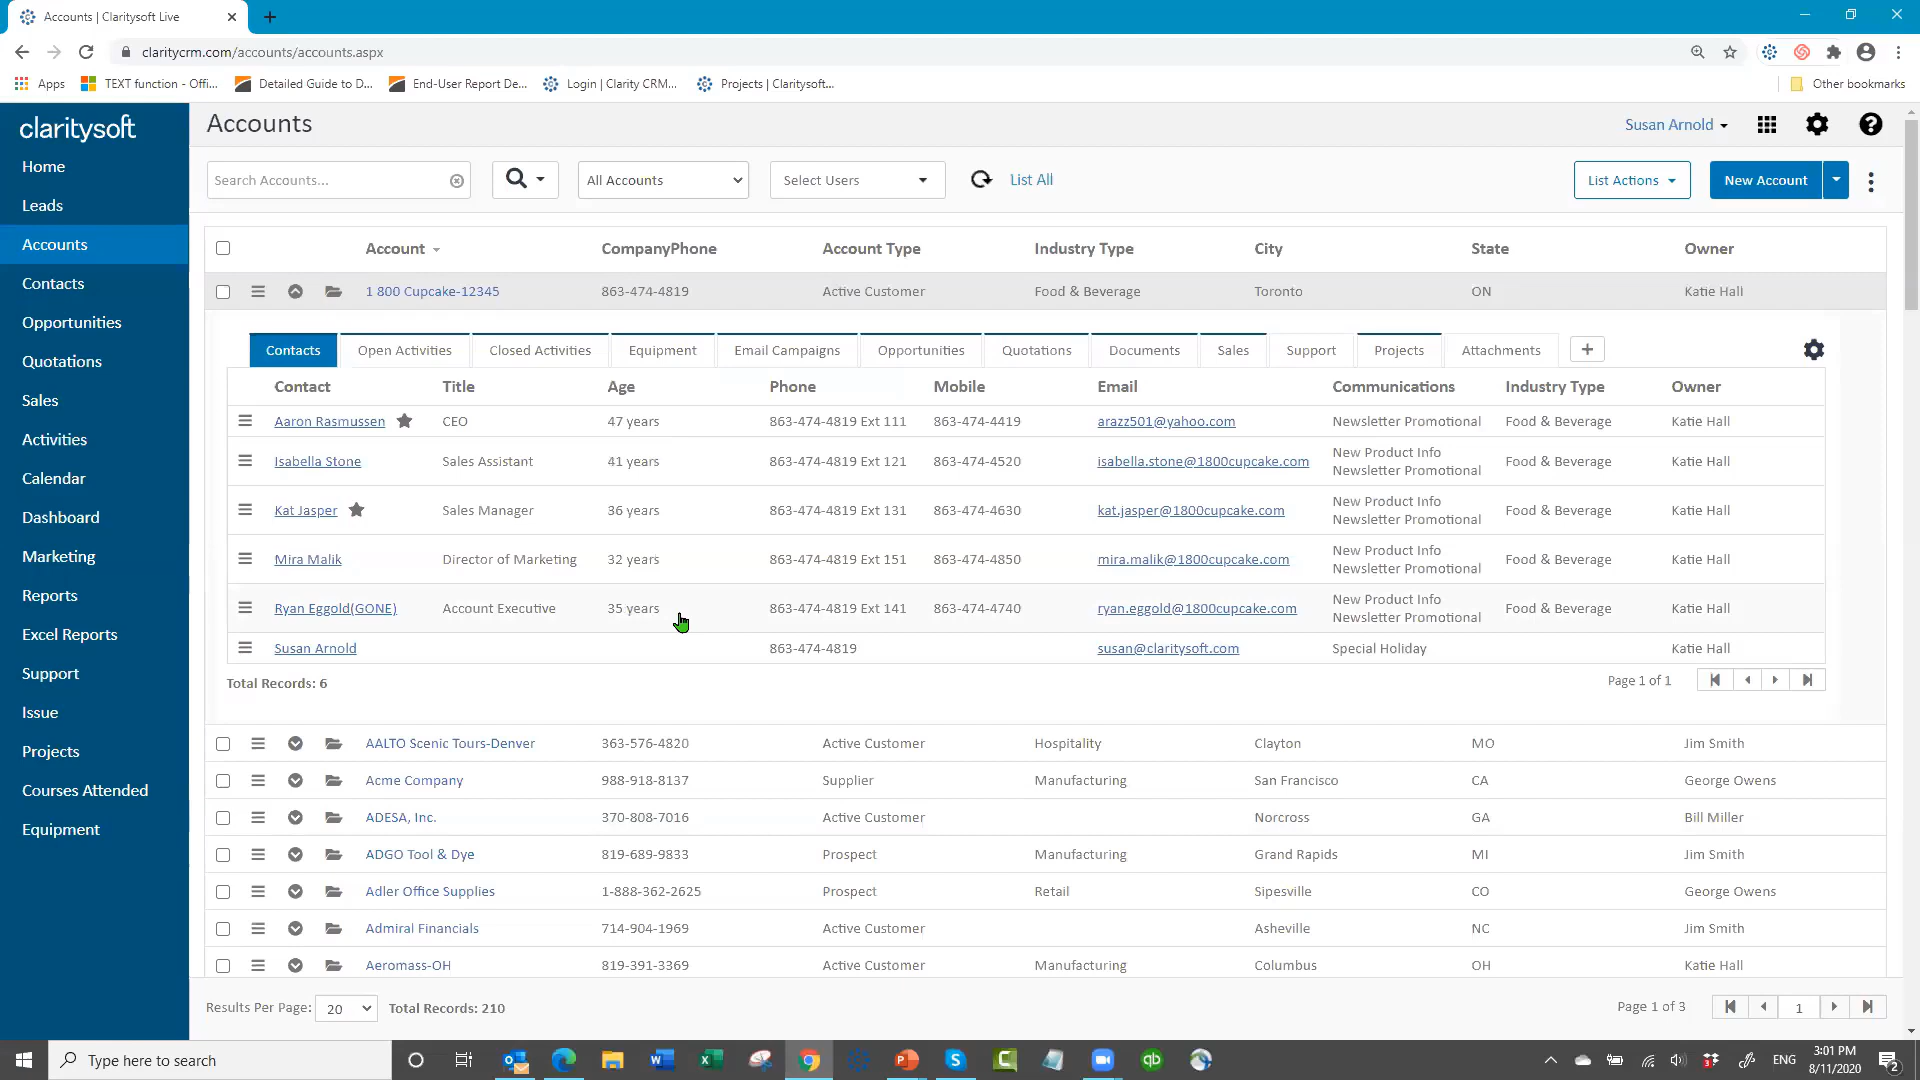 Accounts | Claritysoft Live
claritycrm.com/accounts/accounts.aspx
Apps TEXT function - Offi... Detailed Guide to D... End-User Report De... Login | Clarity CRM... Projects | Claritysoft... Other bookmarks
claritysoft
Home
Leads
Accounts
Contacts
Opportunities
Quotations
Sales
Activities
Calendar
Dashboard
Marketing
Reports
Excel Reports
Support
Issue
Projects
Courses Attended
Equipment
Accounts Susan Arnold
Search Accounts... All Accounts Select Users List All List Actions New Account
Account CompanyPhone Account Type Industry Type City State Owner
1 800 Cupcake-12345 863-474-4819 Active Customer Food & Beverage Toronto ON Katie Hall
Contacts Open Activities Closed Activities Equipment Email Campaigns Opportunities Quotations Documents Sales Support Projects Attachments +
Contact Title Age Phone Mobile Email Communications Industry Type Owner
Aaron Rasmussen CEO 47 years 863-474-4819 Ext 111 863-474-4419 arazz501@yahoo.com Newsletter Promotional Food & Beverage Katie Hall
Isabella Stone Sales Assistant 41 years 863-474-4819 Ext 121 863-474-4520 isabella.stone@1800cupcake.com New Product Info Newsletter Promotional Food & Beverage Katie Hall
Kat Jasper Sales Manager 36 years 863-474-4819 Ext 131 863-474-4630 kat.jasper@1800cupcake.com New Product Info Newsletter Promotional Food & Beverage Katie Hall
Mira Malik Director of Marketing 32 years 863-474-4819 Ext 151 863-474-4850 mira.malik@1800cupcake.com New Product Info Newsletter Promotional Food & Beverage Katie Hall
Ryan Eggold(GONE) Account Executive 35 years 863-474-4819 Ext 141 863-474-4740 ryan.eggold@1800cupcake.com New Product Info Newsletter Promotional Food & Beverage Katie Hall
Susan Arnold 863-474-4819 susan@claritysoft.com Special Holiday Katie Hall
Total Records: 6 Page 1 of 1
AALTO Scenic Tours-Denver 363-576-4820 Active Customer Hospitality Clayton MO Jim Smith
Acme Company 988-918-8137 Supplier Manufacturing San Francisco CA George Owens
ADESA, Inc. 370-808-7016 Active Customer Norcross GA Bill Miller
ADGO Tool & Dye 819-689-9833 Prospect Manufacturing Grand Rapids MI Jim Smith
Adler Office Supplies 1-888-362-2625 Prospect Retail Sipesville CO George Owens
Admiral Financials 714-904-1969 Active Customer Asheville NC Jim Smith
Aeromass-OH 819-391-3369 Active Customer Manufacturing Columbus OH Katie Hall
Results Per Page: 20 Total Records: 210 Page 1 of 3 1
Type here to search ENG 3:01 PM
8/11/2020 2